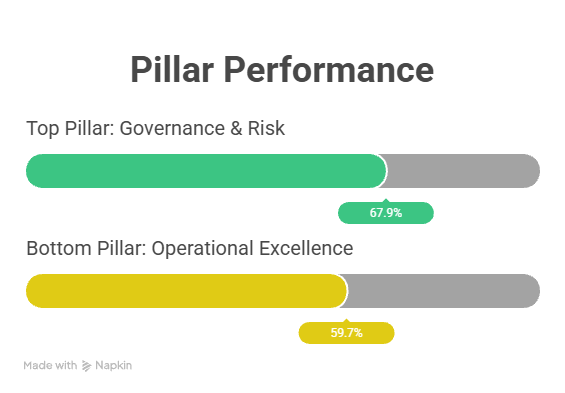 Pillar Performance
Top Pillar: Governance & Risk
67.9%
Bottom Pillar: Operational Excellence
59.7%
Made with Napkin